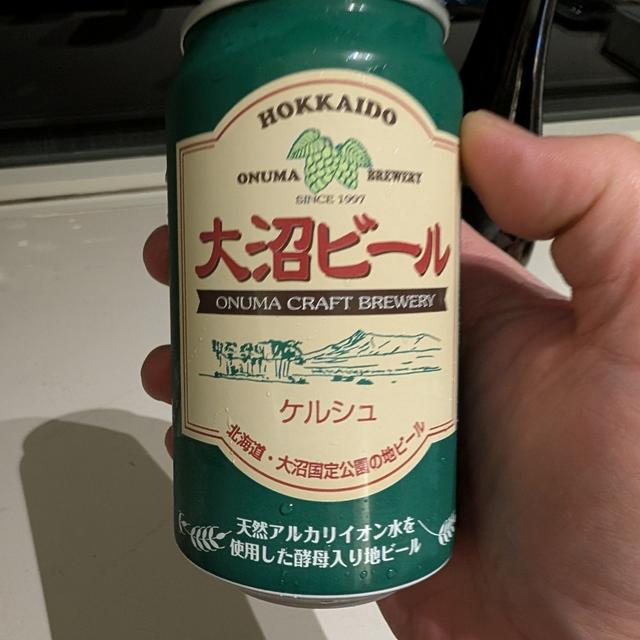 HOKKAIDO
ONUMA BREWERY
SINCE 1997
大沼ビール
ONUMA CRAFT BREWERY
ケルシュ
北海道・大沼国定公園の地ビール
天然アルカリイオン水を
使用した酵母入り地ビール